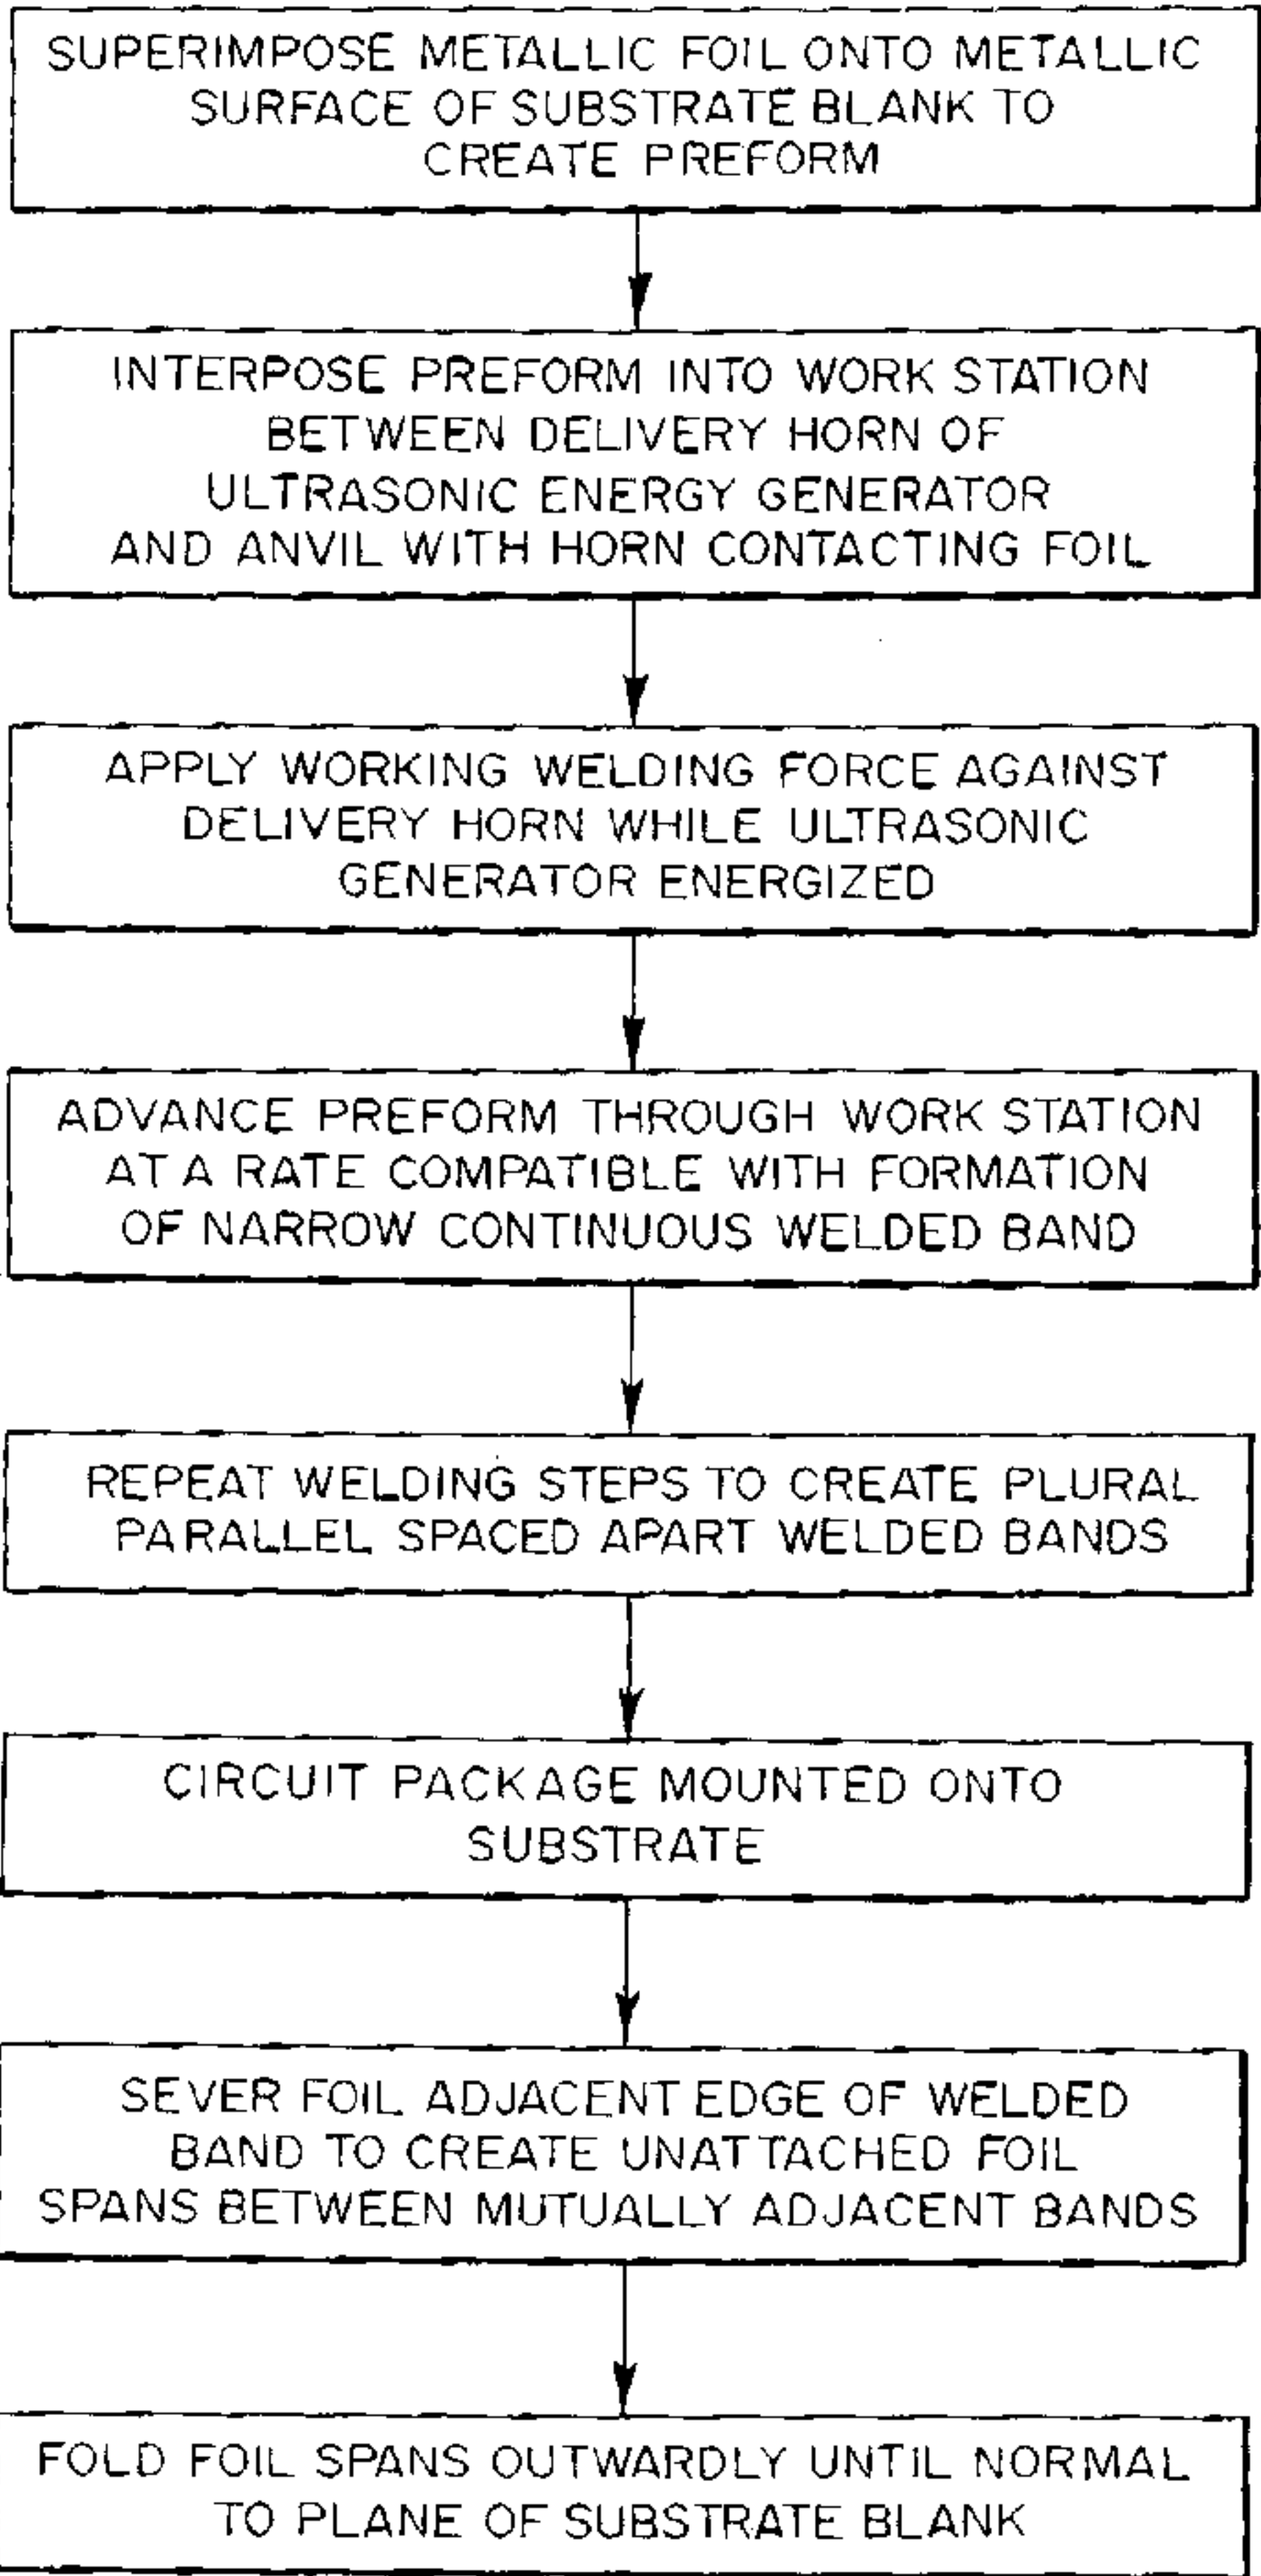 SUPERIMPOSE METALLIC FOIL ONTO METALLIC
SURFACE OF SUBSTRATE BLANK TO
CREATE PREFORM
INTERPOSE PREFORM INTO WORK STATION
BETWEEN DELIVERY HORN OF
ULTRASONIC ENERGY GENERATOR
AND ANVIL WITH HORN CONTACTING FOIL
APPLY WORKING WELDING FORCE AGAINST
DELIVERY HORN WHILE ULTRASONIC
GENERATOR ENERGIZED
ADVANCE PREFORM THROUGH WORK STATION
AT A RATE COMPATIBLE WITH FORMATION
OF NARROW CONTINUOUS WELDED BAND
REPEAT WELDING STEPS TO CREATE PLURAL
PARALLEL SPACED APART WELDED BANDS
CIRCUIT PACKAGE MOUNTED ONTO
SUBSTRATE
SEVER FOIL ADJACENT EDGE OF WELDED
BAND TO CREATE UNATTACHED FOIL
SPANS BETWEEN MUTUALLY ADJACENT BANDS
FOLD FOIL SPANS OUTWARDLY UNTIL NORMAL
TO PLANE OF SUBSTRATE BLANK